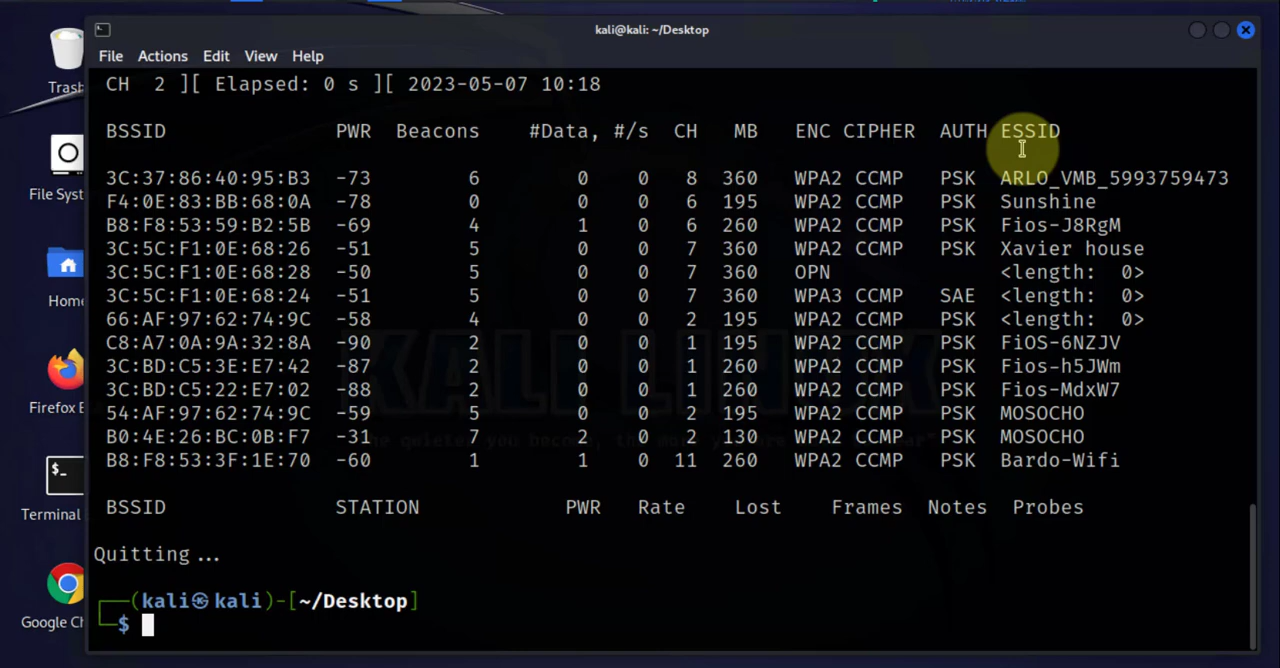 kali@kali: ~/Desktop
File Actions Edit View Help
CH 2 ][ Elapsed: 0 s ][ 2023-05-07 10:18
BSSID PWR Beacons #Data, #/s CH MB ENC CIPHER AUTH ESSID
3C:37:86:40:95:B3 -73 6 0 0 8 360 WPA2 CCMP PSK ARLO_VMB_5993759473
F4:0E:83:BB:68:0A -78 0 0 0 6 195 WPA2 CCMP PSK Sunshine
B8:F8:53:59:B2:5B -69 4 1 0 6 260 WPA2 CCMP PSK Fios-J8RgM
3C:5C:F1:0E:68:26 -51 5 0 0 7 360 WPA2 CCMP PSK Xavier house
3C:5C:F1:0E:68:28 -50 5 0 0 7 360 OPN <length: 0>
3C:5C:F1:0E:68:24 -51 5 0 0 7 360 WPA3 CCMP SAE <length: 0>
66:AF:97:62:74:9C -58 4 0 0 2 195 WPA2 CCMP PSK <length: 0>
C8:A7:0A:9A:32:8A -90 2 0 0 1 195 WPA2 CCMP PSK FiOS-6NZJV
3C:BD:C5:3E:E7:42 -87 2 0 0 1 260 WPA2 CCMP PSK Fios-h5JWm
3C:BD:C5:22:E7:02 -88 2 0 0 1 260 WPA2 CCMP PSK Fios-MdxW7
54:AF:97:62:74:9C -59 5 0 0 2 195 WPA2 CCMP PSK MOSOCHO
B0:4E:26:BC:0B:F7 -31 7 2 0 2 130 WPA2 CCMP PSK MOSOCHO
B8:F8:53:3F:1E:70 -60 1 1 0 11 260 WPA2 CCMP PSK Bardo-Wifi
BSSID STATION PWR Rate Lost Frames Notes Probes
Quitting ...
(kali㉿kali)-[~/Desktop]
$
Trash
File Syst
Home
Firefox E
$_
Terminal
Google Ch
KALI LINUX